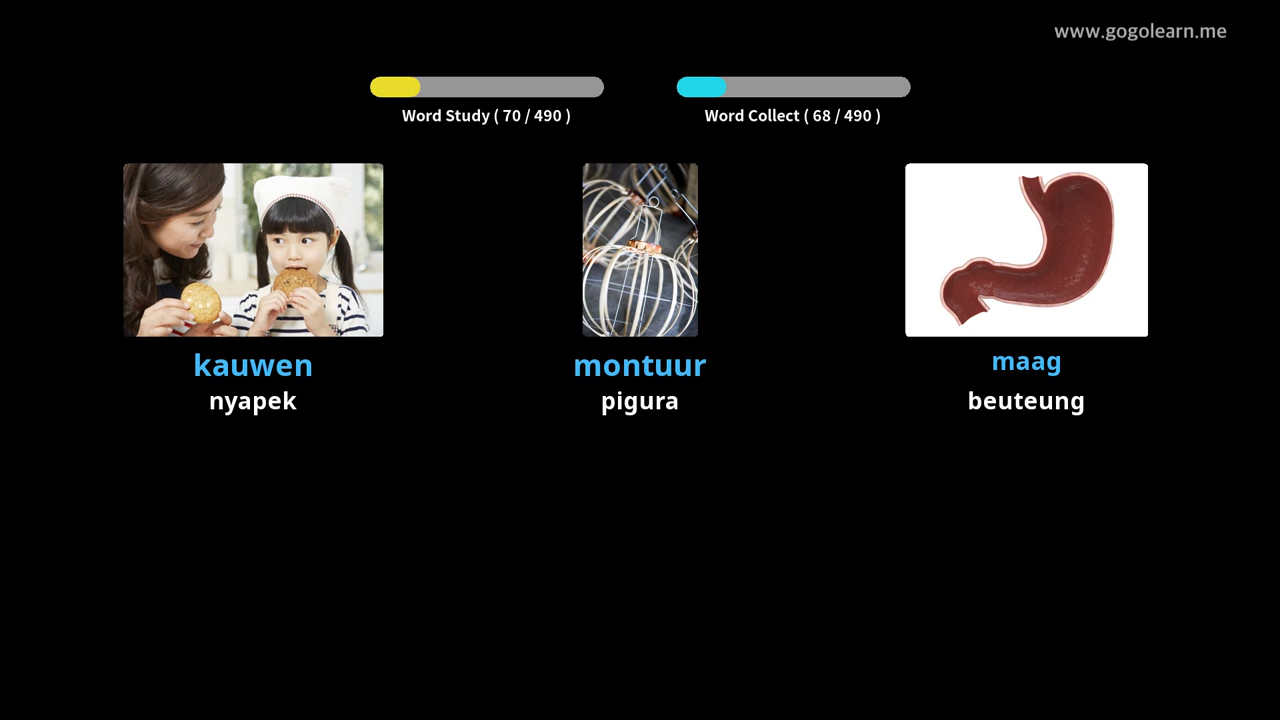 www.gogolearn.me
Word Study ( 70 / 490 )
Word Collect ( 68 / 490 )
kauwen
nyapek
montuur
pigura
maag
beuteung